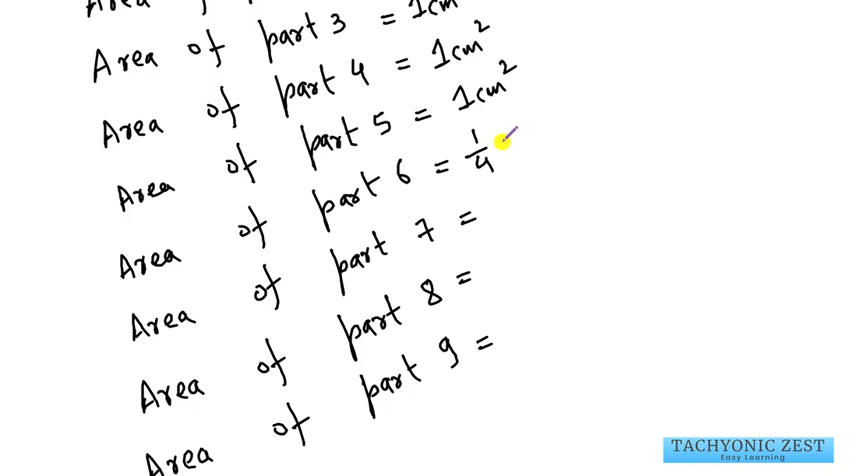 Area of
Area of part 3 = 1cm
Area of part 4 = 1cm²
Area of part 5 = 1cm²
Area of part 6 = 1/4
Area of part 7 =
Area of part 8 =
Area of part 9 =
TACHYONIC ZEST
Easy Learning